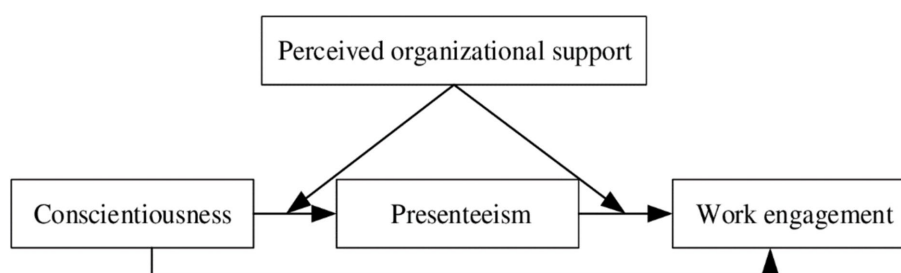 Perceived organizational support
Conscientiousness
Presenteeism
Work engagement